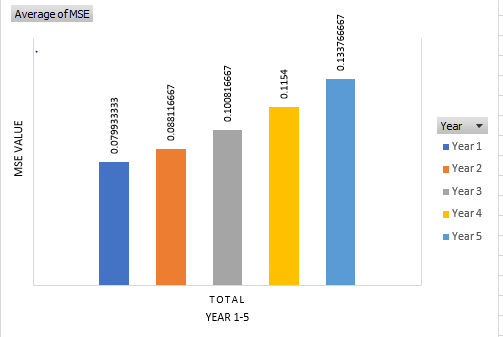 Average of MSE
0.079933333
0.088116667
0.100816667
0.1154
0.133766667
MSE VALUE
TOTAL
YEAR 1-5
Year
Year 1
Year 2
Year 3
Year 4
Year 5